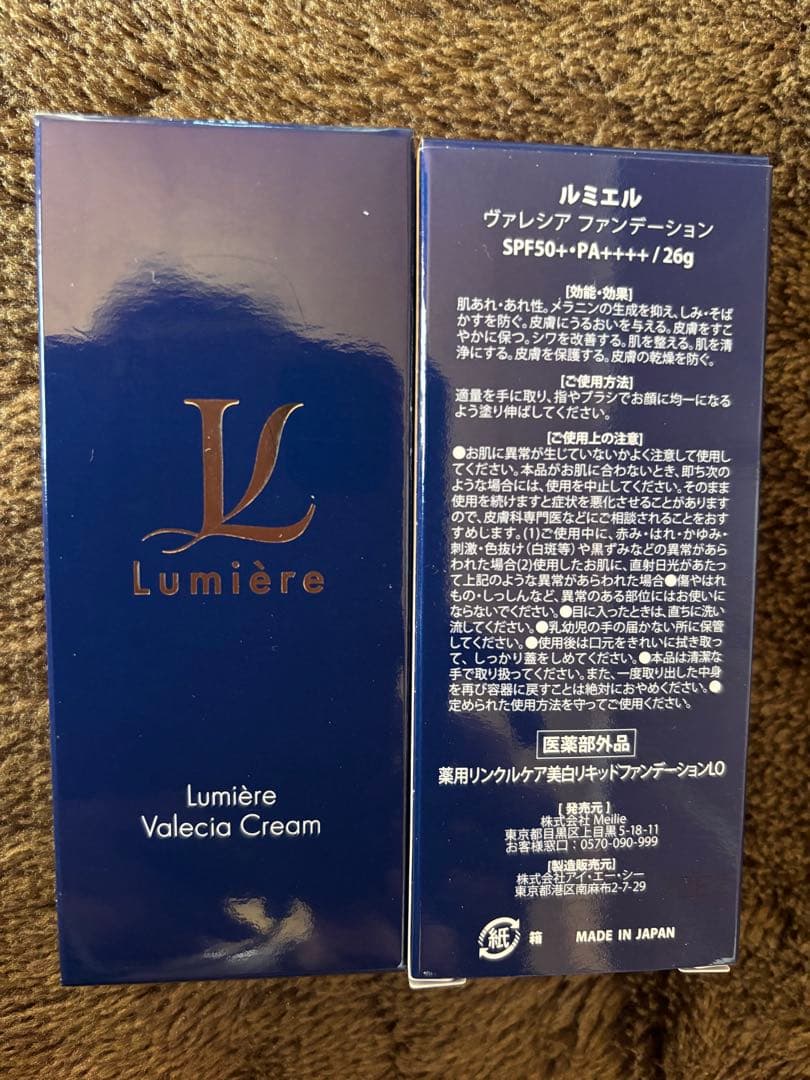 Lumière
Lumière
Valecia Cream
ルミエル
ヴァレシア ファンデーション
SPF50+・PA++++ / 26g
[効能・効果]
肌あれ・あれ性。メラニンの生成を抑え、しみ・そば
かすを防ぐ。皮膚にうるおいを与える。皮膚をすこ
やかに保つ。シワを改善する。肌を整える。肌を清
浄にする。皮膚を保護する。皮膚の乾燥を防ぐ。
[ご使用方法]
適量を手に取り、指やブラシでお顔に均一になる
よう塗り伸ばしてください。
[ご使用上の注意]
●お肌に異常が生じていないかよく注意して使用し
てください。本品がお肌に合わないとき、即ち次の
ような場合には、使用を中止してください。そのまま
使用を続けますと症状を悪化させることがあります
ので、皮膚科専門医などにご相談されることをおす
すめします。(1)ご使用中に、赤み・はれ・かゆみ・
刺激・色抜け(白斑等)や黒ずみなどの異常があら
われた場合(2)使用したお肌に、直射日光があたっ
て上記のような異常があらわれた場合●傷やはれ
もの・しっしんなど、異常のある部位にはお使いに
ならないでください。●目に入ったときは、直ちに洗い
流してください。●乳幼児の手の届かない所に保管
してください。●使用後は口元をきれいに拭き取っ
て、しっかり蓋をしめてください。●本品は清潔な
手で取り扱ってください。また、一度取り出した中身
を再び容器に戻すことは絶対におやめください。●
定められた使用方法を守ってご使用ください。
医薬部外品
薬用リンクルケア美白リキッドファンデーションLO
[ 発売元 ]
株式会社 Meilie
東京都目黒区上目黒5-18-11
お客様窓口:0570-090-999
[製造販売元]
株式会社アイ・エー・シー
東京都港区南麻布2-7-29
紙 箱 MADE IN JAPAN